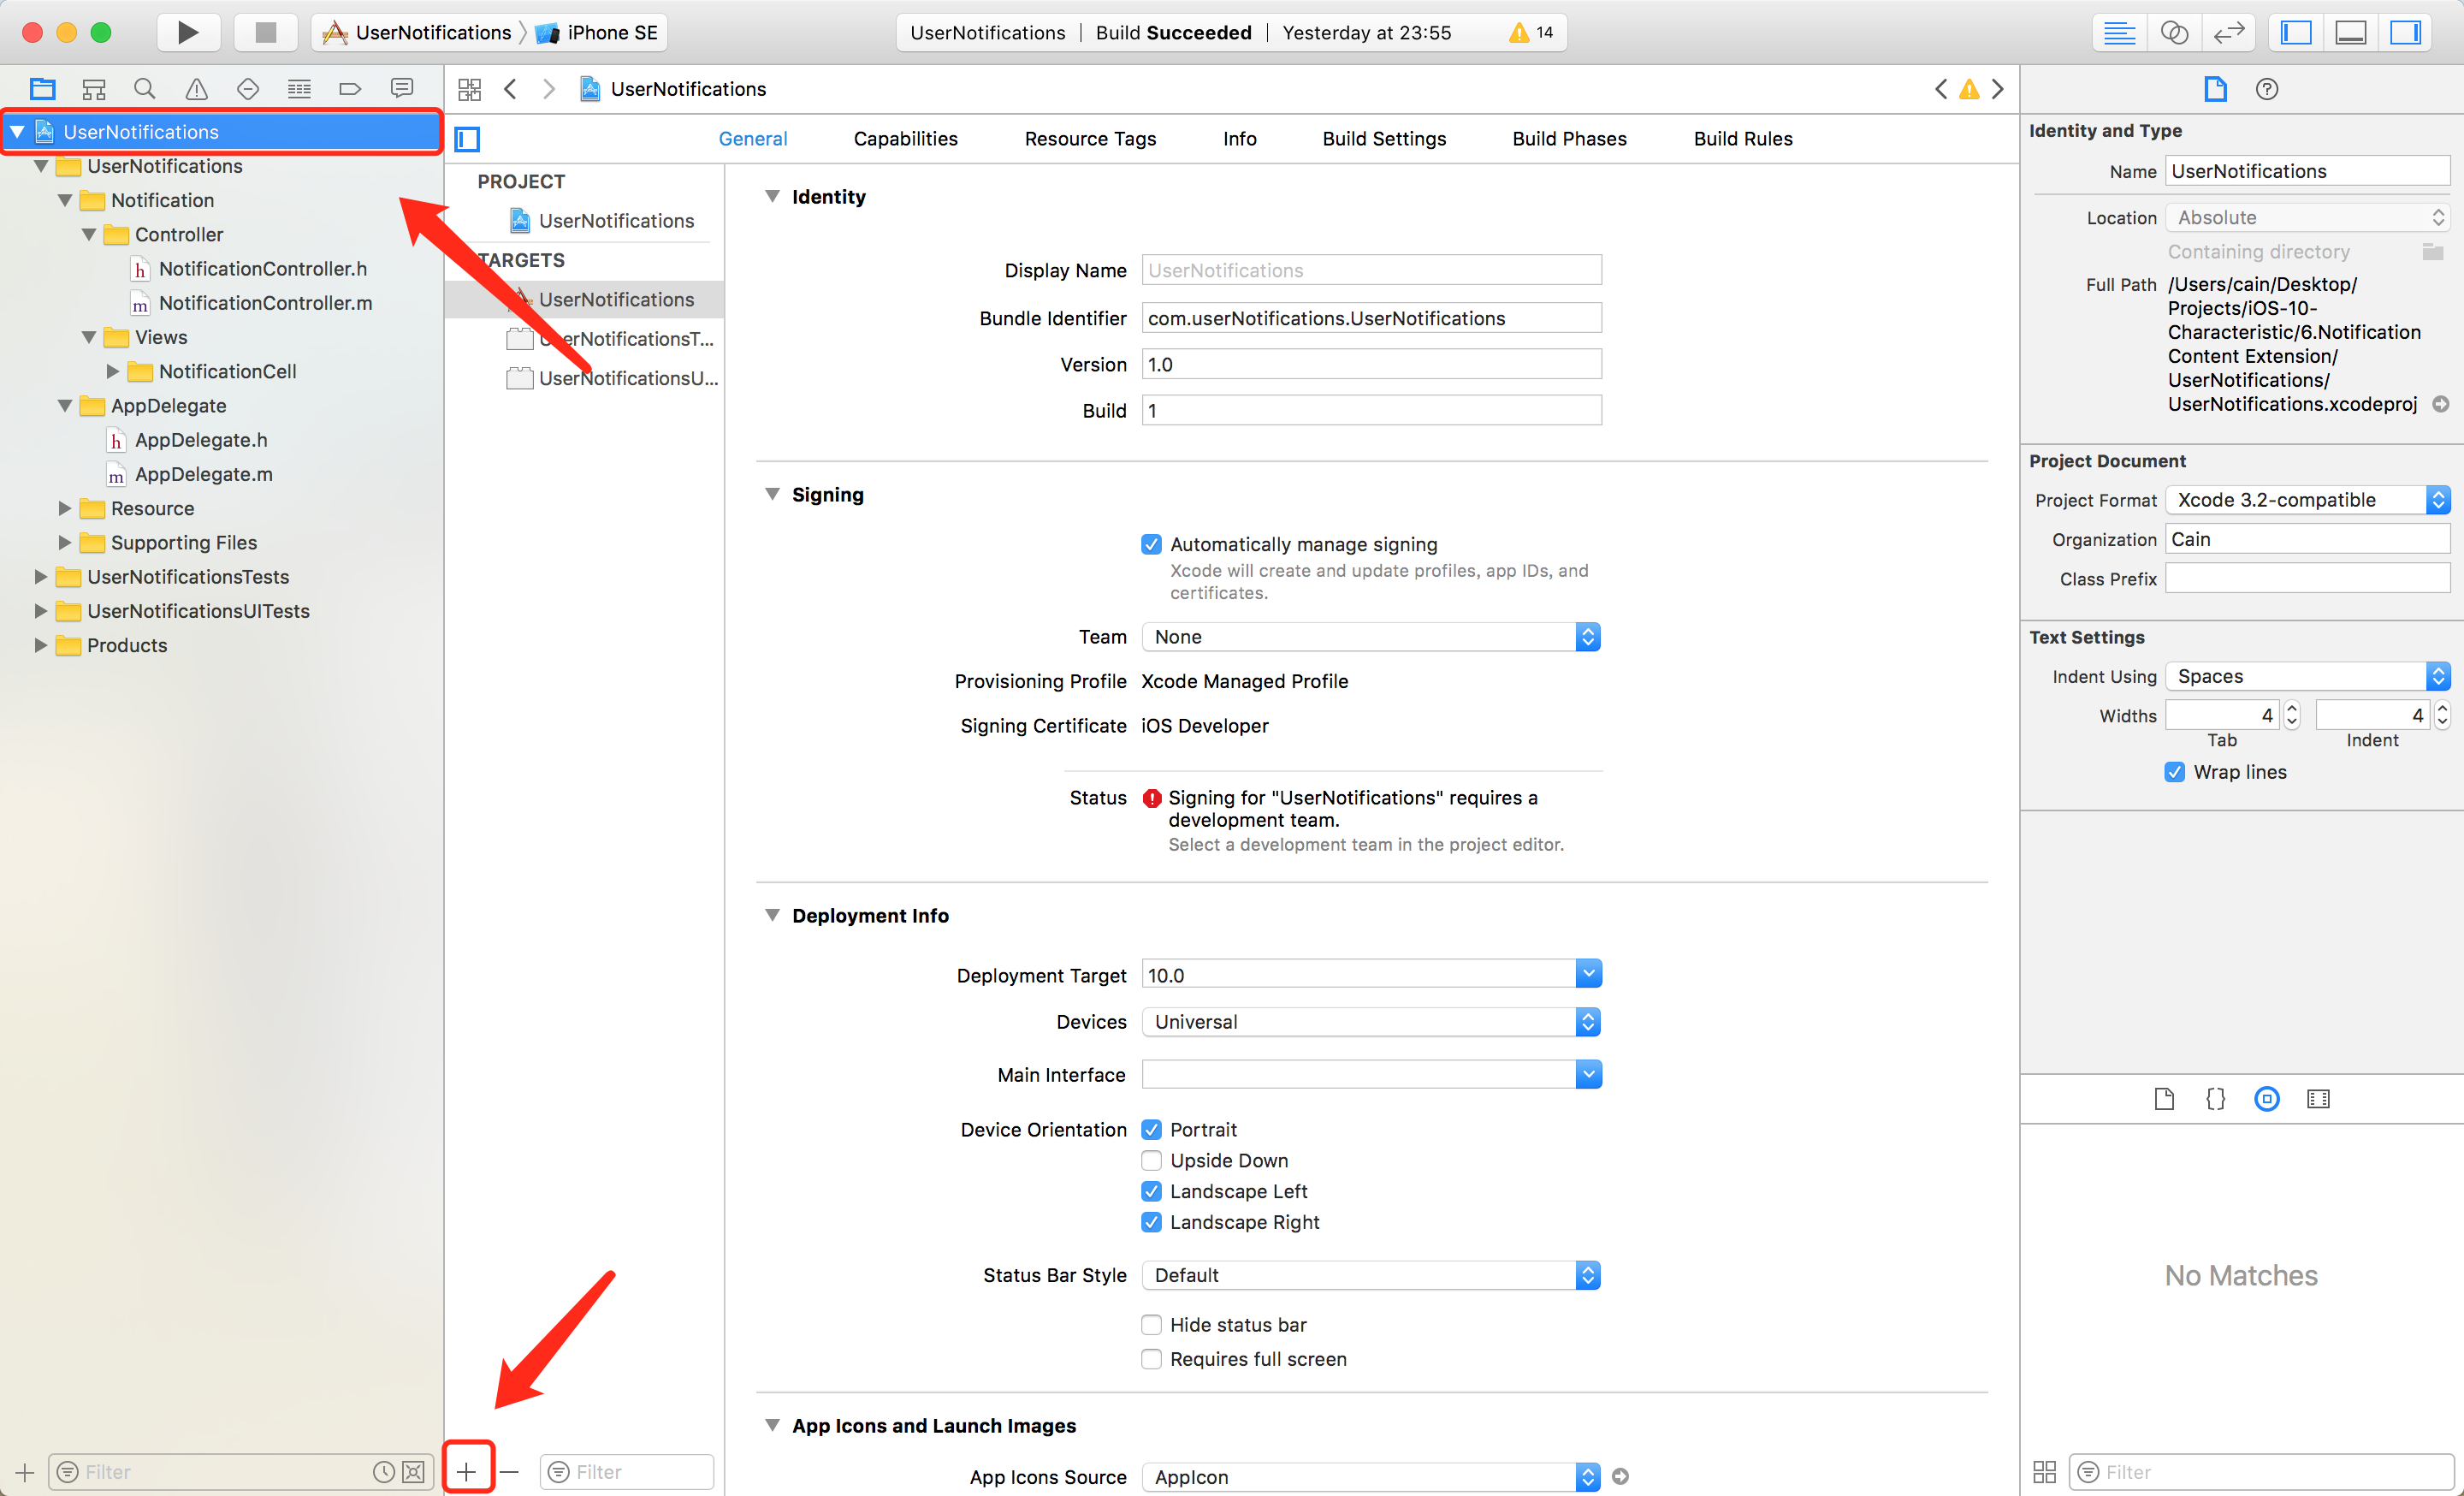 UserNotifications
iPhone SE
UserNotifications
Build Succeeded
Yesterday at 23:55
14
UserNotifications
General
Capabilities
Resource Tags
Info
Build Settings
Build Phases
Build Rules
UserNotifications
UserNotifications
Notification
Controller
h NotificationController.h
m NotificationController.m
Views
NotificationCell
AppDelegate
h AppDelegate.h
m AppDelegate.m
Resource
Supporting Files
UserNotificationsTests
UserNotificationsUITests
Products
Filter
PROJECT
UserNotifications
TARGETS
UserNotifications
UserNotificationsT...
UserNotificationsU...
Filter
Identity
Display Name UserNotifications
Bundle Identifier com.userNotifications.UserNotifications
Version 1.0
Build 1
Signing
Automatically manage signing
Xcode will create and update profiles, app IDs, and
certificates.
Team None
Provisioning Profile Xcode Managed Profile
Signing Certificate iOS Developer
Status Signing for "UserNotifications" requires a
development team.
Select a development team in the project editor.
Deployment Info
Deployment Target 10.0
Devices Universal
Main Interface
Device Orientation Portrait
Upside Down
Landscape Left
Landscape Right
Status Bar Style Default
Hide status bar
Requires full screen
App Icons and Launch Images
App Icons Source AppIcon
Identity and Type
Name UserNotifications
Location Absolute
Containing directory
Full Path /Users/cain/Desktop/
Projects/iOS-10-
Characteristic/6.Notification
Content Extension/
UserNotifications/
UserNotifications.xcodeproj
Project Document
Project Format Xcode 3.2-compatible
Organization Cain
Class Prefix
Text Settings
Indent Using Spaces
Widths 4 4
Tab Indent
Wrap lines
No Matches
Filter